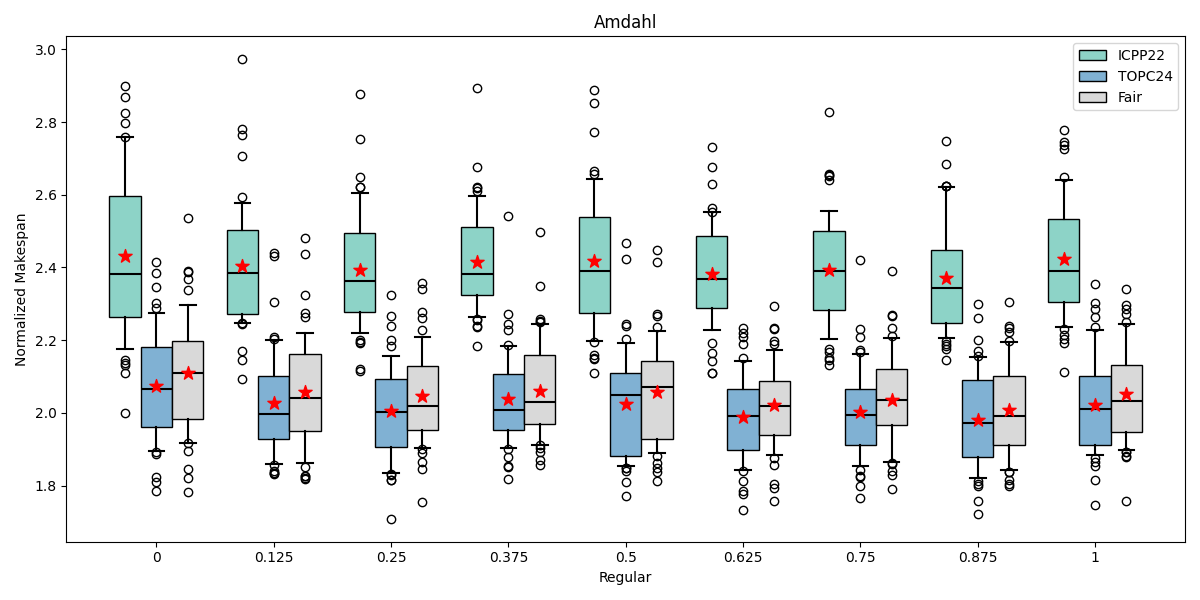 Amdahl
ICPP22
TOPC24
Fair
Normalized Makespan
3.0
2.8
2.6
2.4
2.2
2.0
1.8
0 0.125 0.25 0.375 0.5 0.625 0.75 0.875 1
Regular